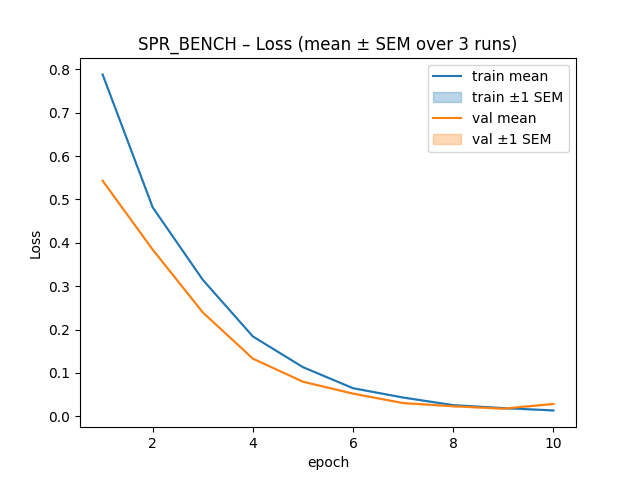 SPR_BENCH – Loss (mean ± SEM over 3 runs)
train mean
train ±1 SEM
val mean
val ±1 SEM
Loss
0.8
0.7
0.6
0.5
0.4
0.3
0.2
0.1
0.0
2 4 6 8 10
epoch